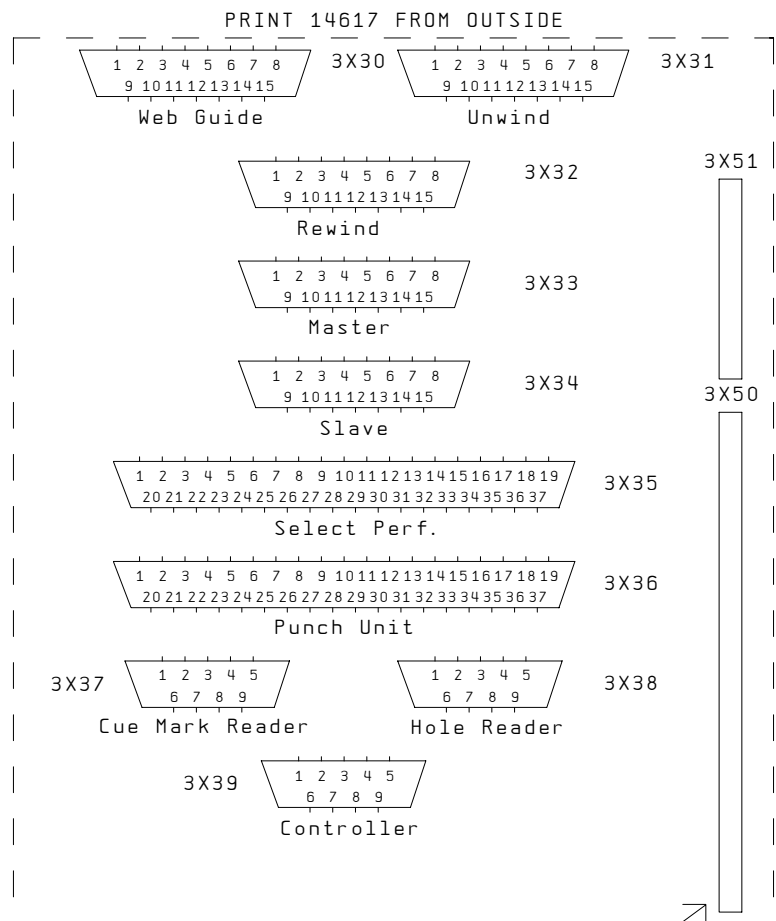 PRINT 14617 FROM OUTSIDE
1 2 3 4 5 6 7 8 3X30 1 2 3 4 5 6 7 8 3X31
9 10 11 12 13 14 15 9 10 11 12 13 14 15
Web Guide Unwind
3X51
1 2 3 4 5 6 7 8 3X32
9 10 11 12 13 14 15
Rewind
1 2 3 4 5 6 7 8 3X33
9 10 11 12 13 14 15
Master
1 2 3 4 5 6 7 8 3X34
9 10 11 12 13 14 15
3X50
Slave
1 2 3 4 5 6 7 8 9 10 11 12 13 14 15 16 17 18 19 3X35
20 21 22 23 24 25 26 27 28 29 30 31 32 33 34 35 36 37
Select Perf.
1 2 3 4 5 6 7 8 9 10 11 12 13 14 15 16 17 18 19 3X36
20 21 22 23 24 25 26 27 28 29 30 31 32 33 34 35 36 37
Punch Unit
3X37 1 2 3 4 5 1 2 3 4 5 3X38
6 7 8 9 6 7 8 9
Cue Mark Reader Hole Reader
3X39 1 2 3 4 5
6 7 8 9
Controller